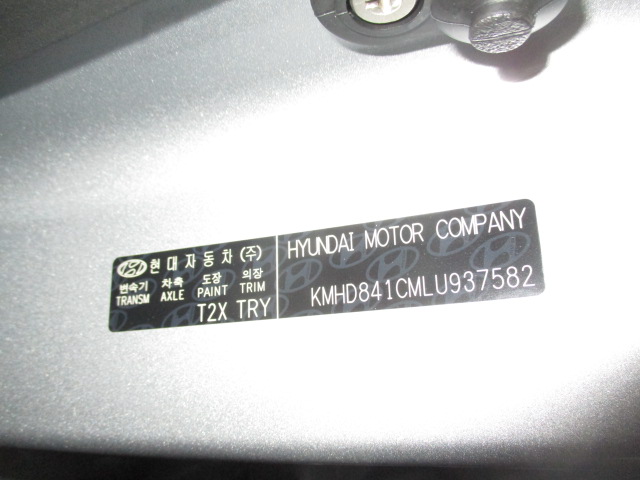 현대자동차(주)
변속기 차축 도장 의장
TRANSM AXLE PAINT TRIM
T2X TRY
HYUNDAI MOTOR COMPANY
KMHD841CMLU937582